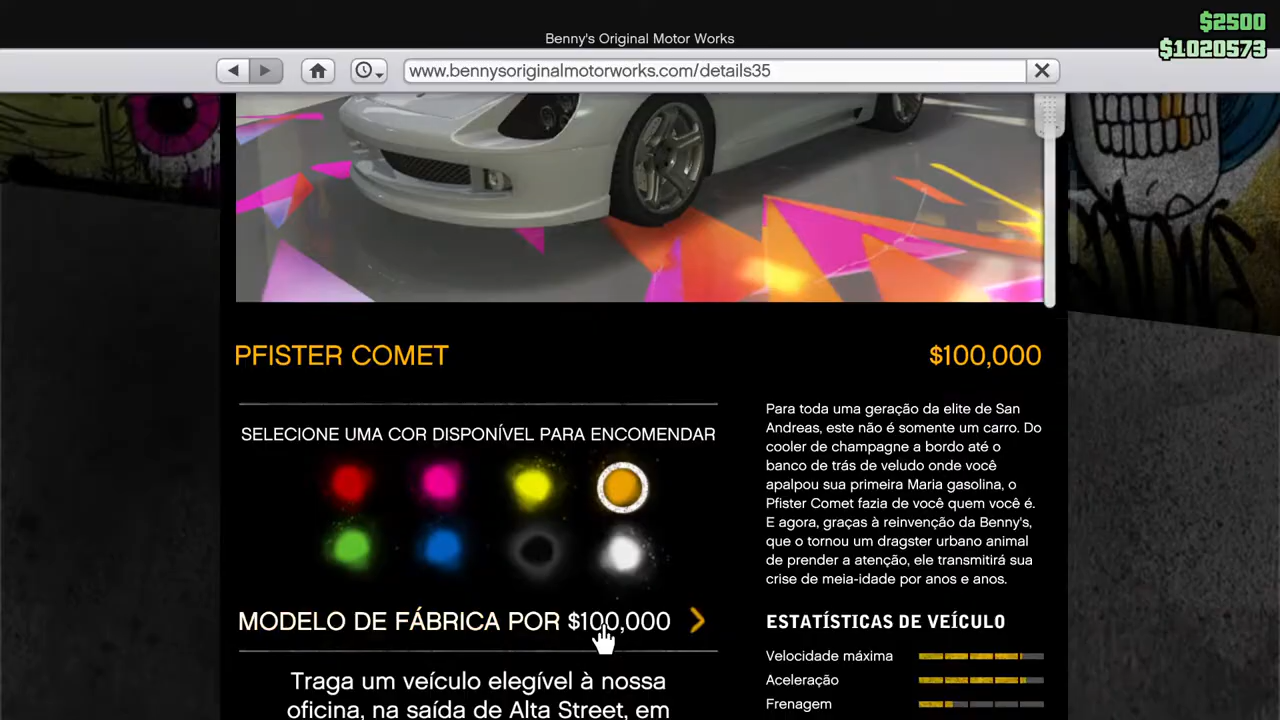 $2500
Benny's Original Motor Works
$1020573
www.bennysoriginalmotorworks.com/details35
PFISTER COMET
$100,000
SELECIONE UMA COR DISPONÍVEL PARA ENCOMENDAR
MODELO DE FÁBRICA POR $100,000
Traga um veículo elegível à nossa
oficina, na saída de Alta Street, em
Para toda uma geração da elite de San
Andreas, este não é somente um carro. Do
cooler de champagne a bordo até o
banco de trás de veludo onde você
apalpou sua primeira Maria gasolina, o
Pfister Comet fazia de você quem você é.
E agora, graças à reinvenção da Benny's,
que o tornou um dragster urbano animal
de prender a atenção, ele transmitirá sua
crise de meia-idade por anos e anos.
ESTATÍSTICAS DE VEÍCULO
Velocidade máxima
Aceleração
Frenagem